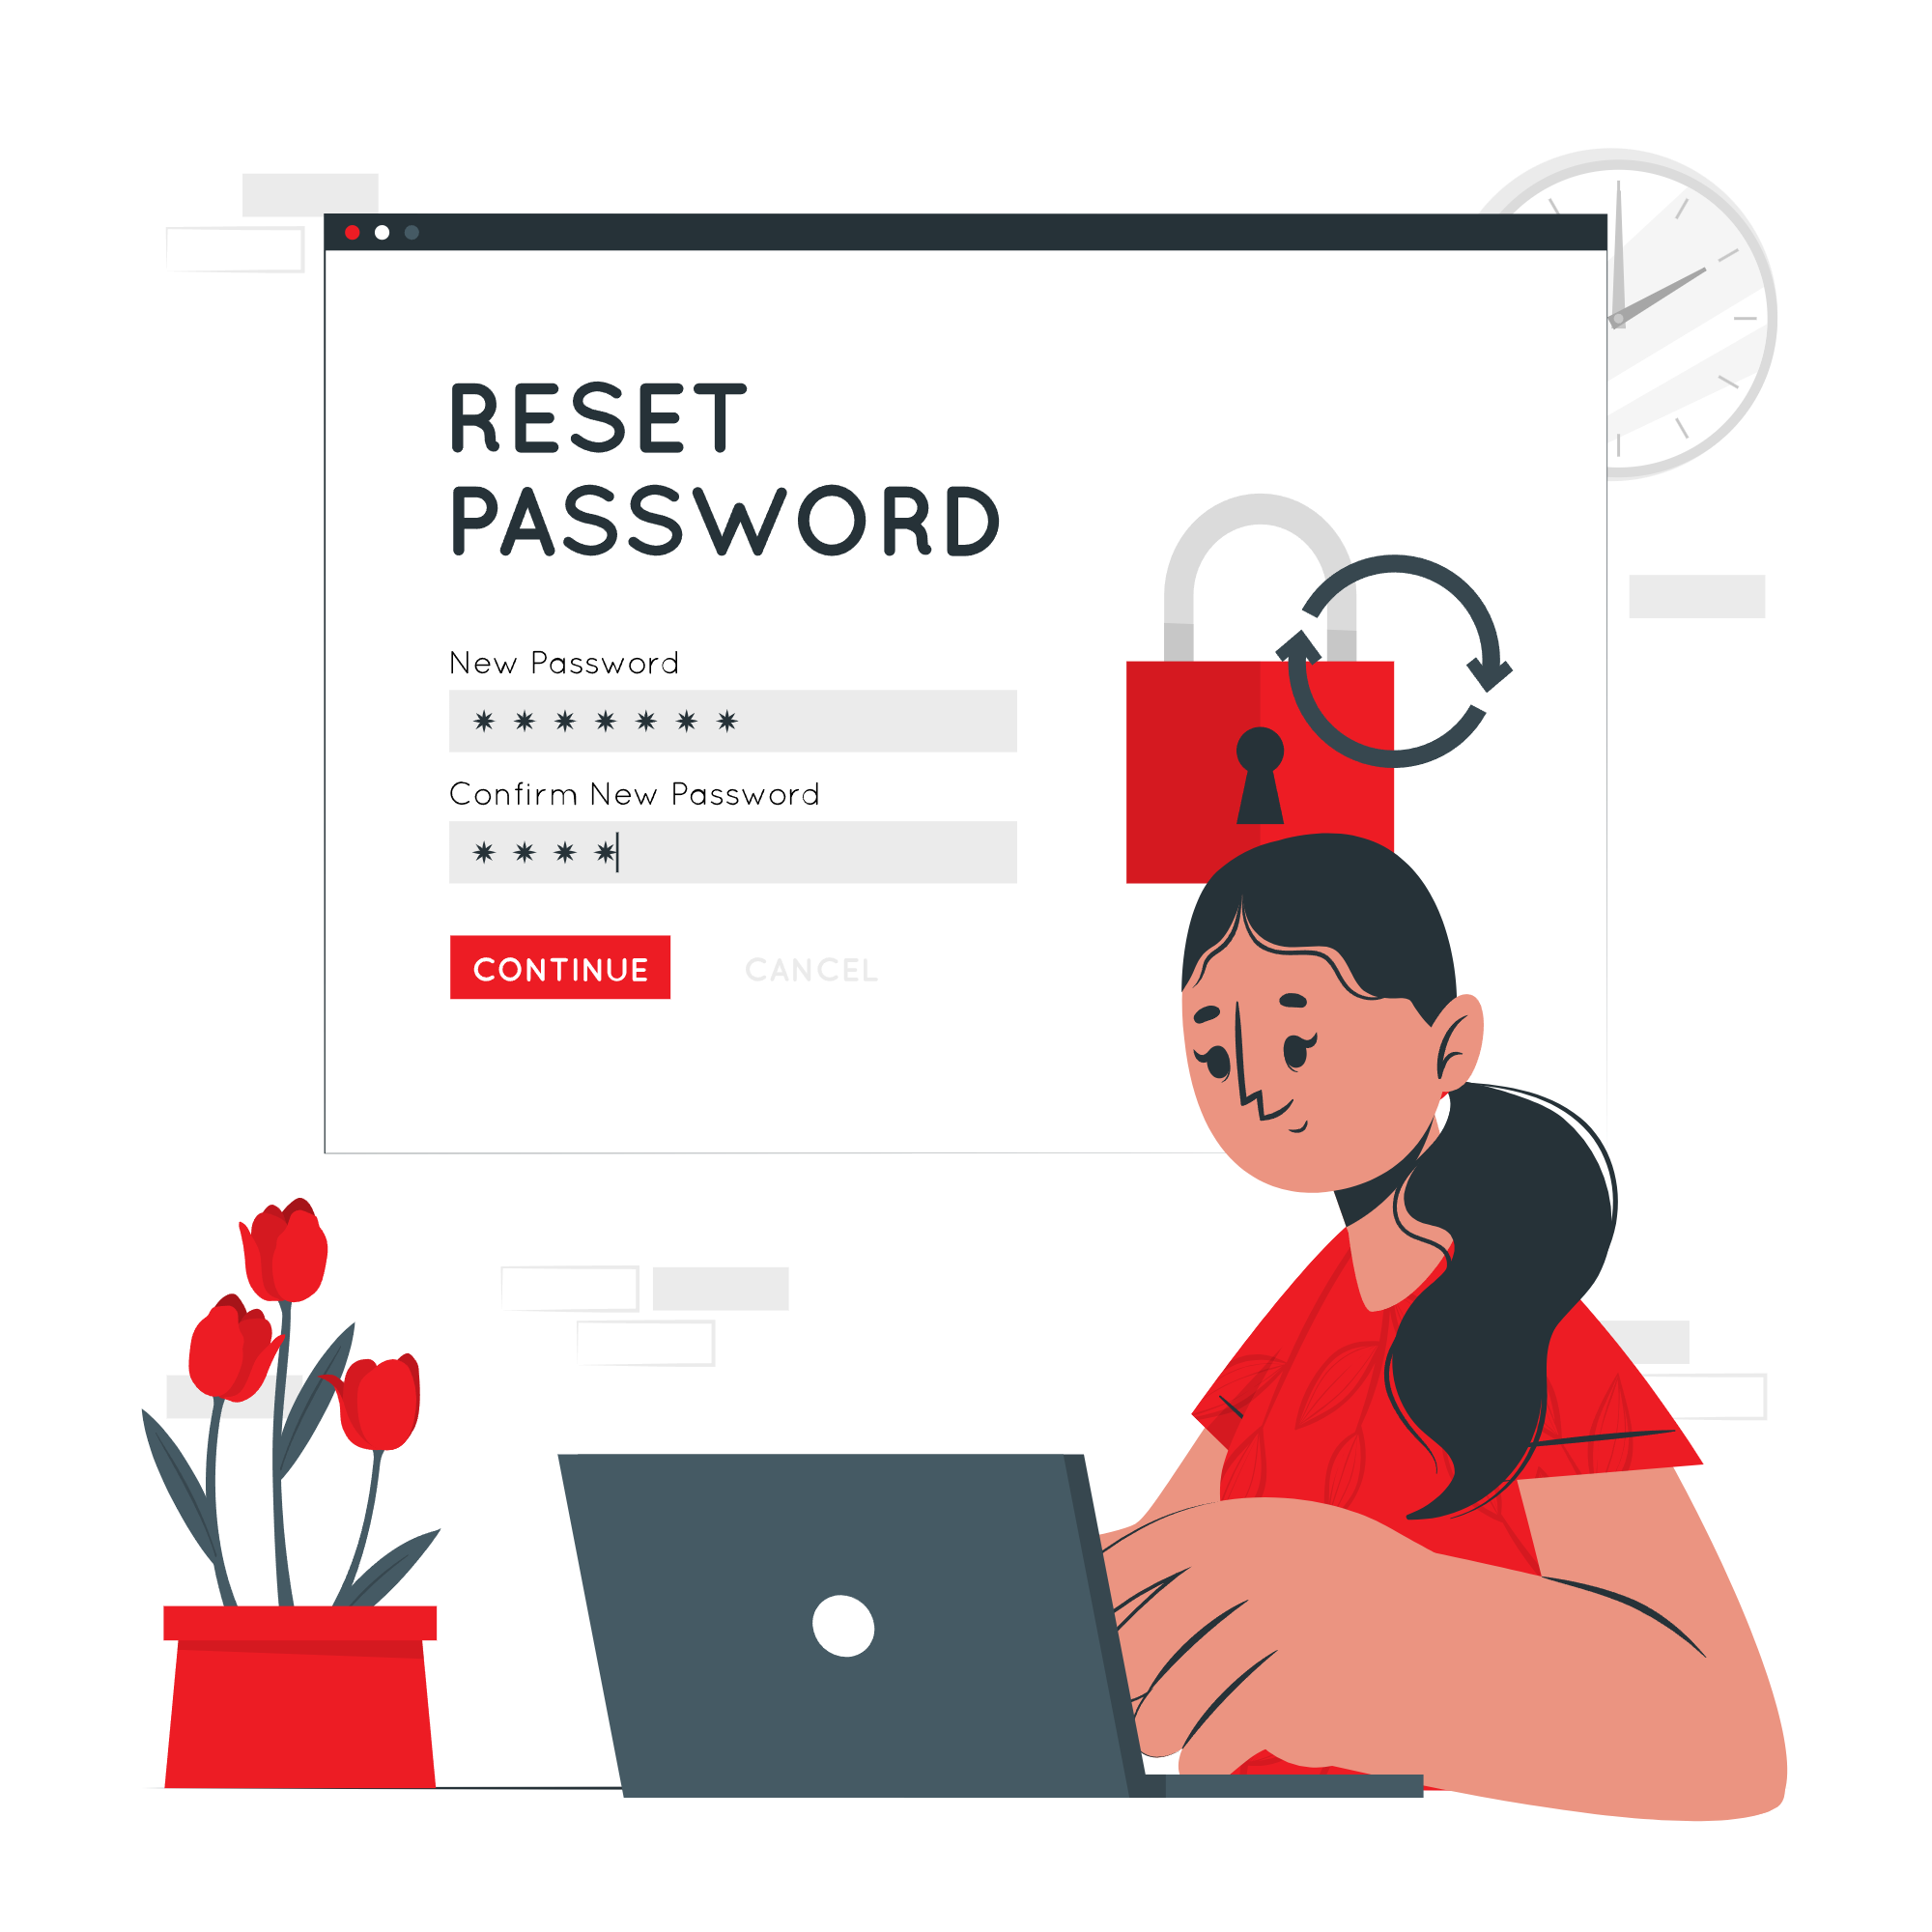 RESET
PASSWORD
New Password
*******
Confirm New Password
****
CONTINUE
CANCEL